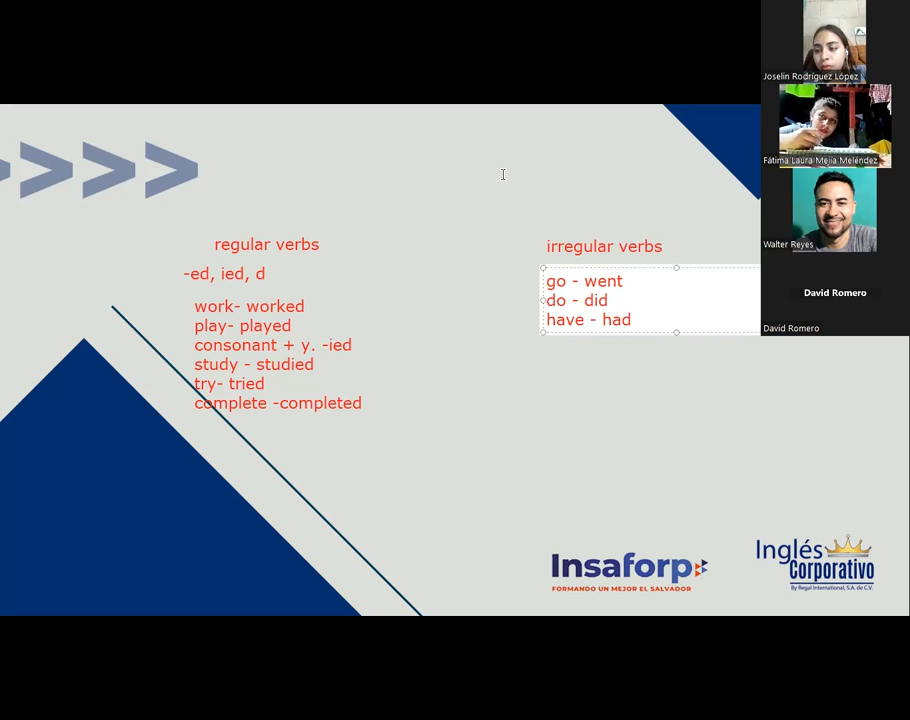 regular verbs
-ed, ied, d
work- worked
play- played
consonant + y. -ied
study - studied
try- tried
complete -completed
irregular verbs
go - went
do - did
have - had
Joselin Rodríguez López
Fátima Laura Mejia Meléndez
Walter Reyes
David Romero
David Romero
Insaforp
FORMANDO UN MEJOR EL SALVADOR
Inglés
Corporativo
By Regal International, S.A. de C.V.